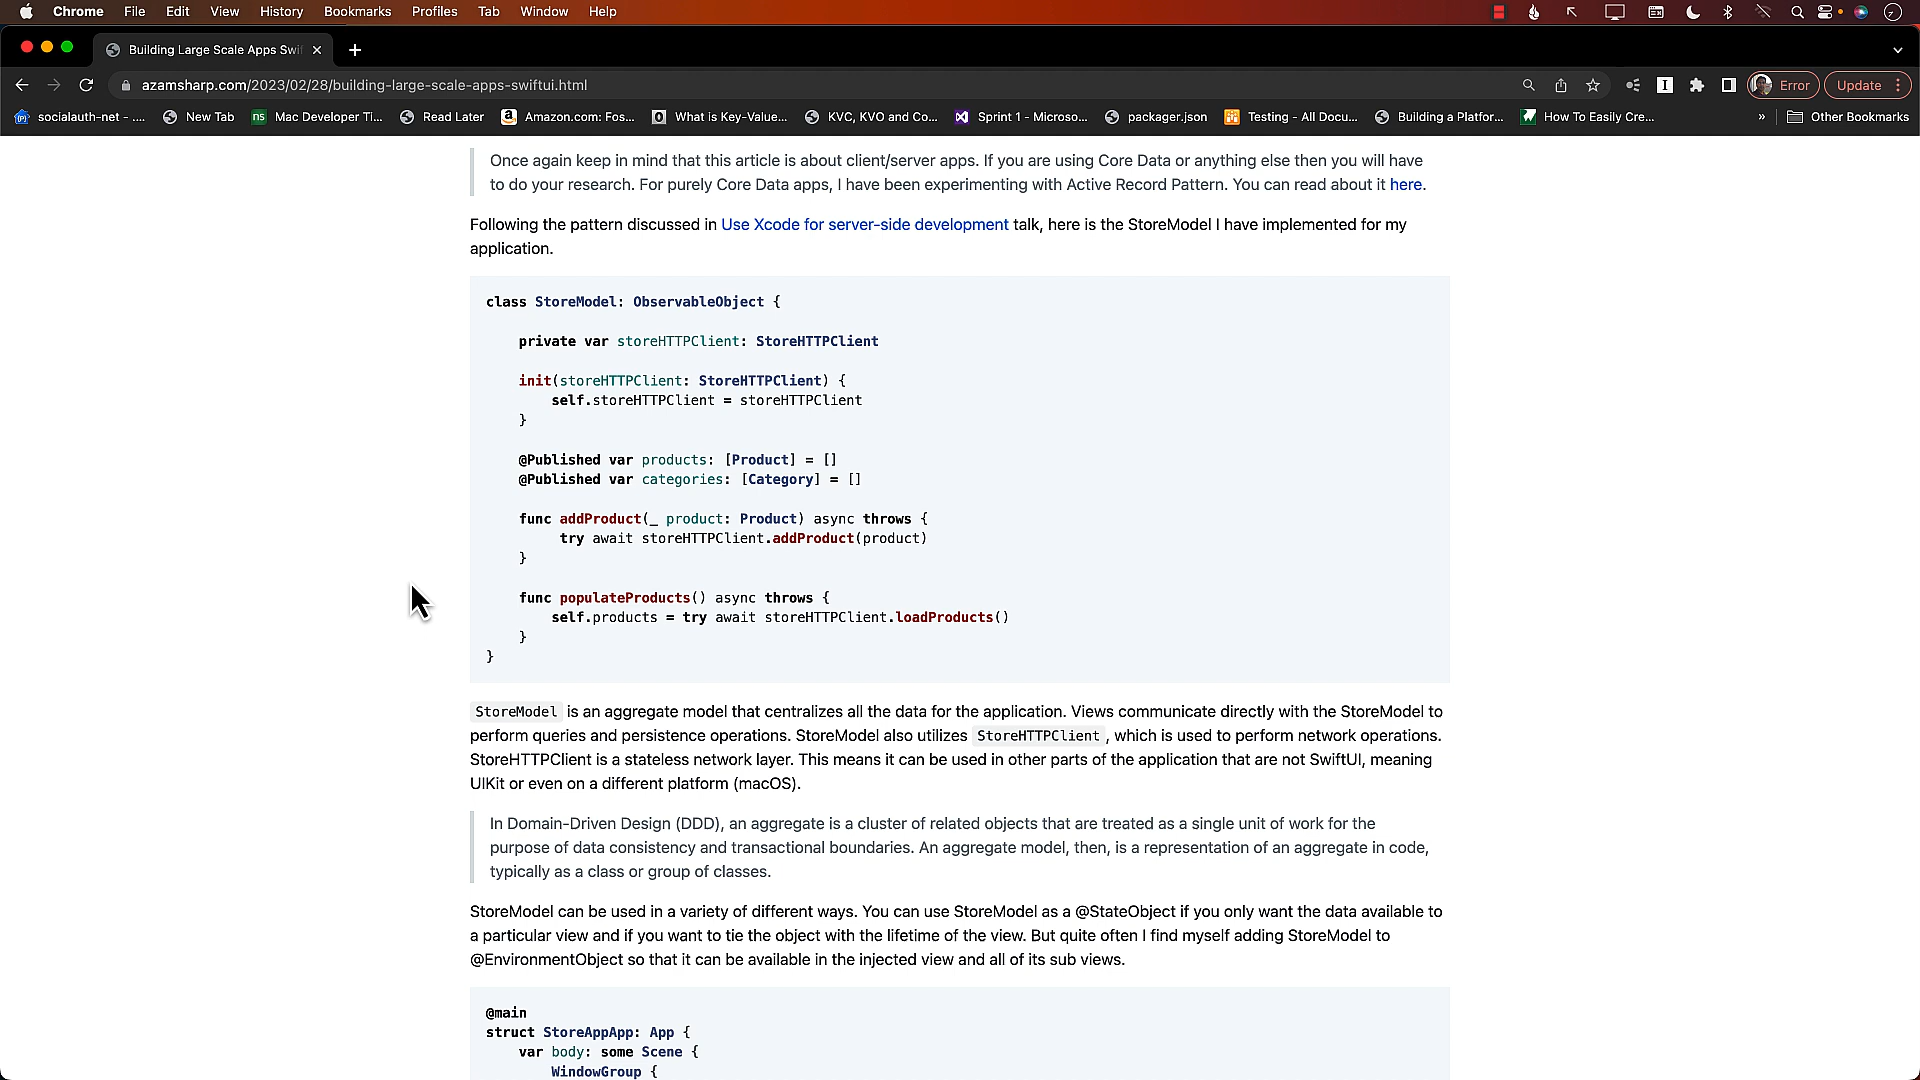 Chrome File Edit View History Bookmarks Profiles Tab Window Help
Building Large Scale Apps Swif
azamsharp.com/2023/02/28/building-large-scale-apps-swiftui.html
Error
Update
socialauth-net - ....
New Tab
ns
Mac Developer Ti...
Read Later
Amazon.com: Fos...
What is Key-Value...
KVC, KVO and Co...
Sprint 1 - Microso...
packager.json
Testing - All Docu...
Building a Platfor...
How To Easily Cre...
»
Other Bookmarks
Once again keep in mind that this article is about client/server apps. If you are using Core Data or anything else then you will have
to do your research. For purely Core Data apps, I have been experimenting with Active Record Pattern. You can read about it here.
Following the pattern discussed in Use Xcode for server-side development talk, here is the StoreModel I have implemented for my
application.
class StoreModel: ObservableObject {
private var storeHTTPClient: StoreHTTPClient
init(storeHTTPClient: StoreHTTPClient) {
self.storeHTTPClient = storeHTTPClient
}
@Published var products: [Product] = []
@Published var categories: [Category] = []
func addProduct(_ product: Product) async throws {
try await storeHTTPClient.addProduct(product)
}
func populateProducts() async throws {
self.products = try await storeHTTPClient.loadProducts()
}
}
StoreModel is an aggregate model that centralizes all the data for the application. Views communicate directly with the StoreModel to
perform queries and persistence operations. StoreModel also utilizes StoreHTTPClient , which is used to perform network operations.
StoreHTTPClient is a stateless network layer. This means it can be used in other parts of the application that are not SwiftUI, meaning
UIKit or even on a different platform (macOS).
In Domain-Driven Design (DDD), an aggregate is a cluster of related objects that are treated as a single unit of work for the
purpose of data consistency and transactional boundaries. An aggregate model, then, is a representation of an aggregate in code,
typically as a class or group of classes.
StoreModel can be used in a variety of different ways. You can use StoreModel as a @StateObject if you only want the data available to
a particular view and if you want to tie the object with the lifetime of the view. But quite often I find myself adding StoreModel to
@EnvironmentObject so that it can be available in the injected view and all of its sub views.
@main
struct StoreAppApp: App {
var body: some Scene {
WindowGroup {